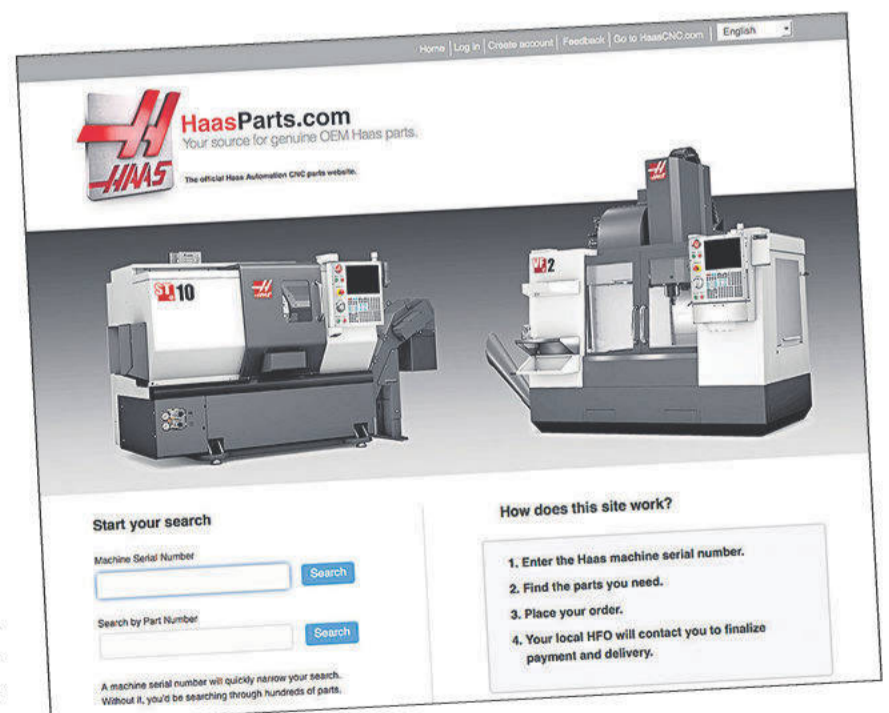 Home | Log in | Create account | Feedback | Go to HaasCNC.com | English
HAAS
HaasParts.com
Your source for genuine OEM Haas parts.
The official Haas Automation CNC parts website.
ST 10
HAAS
VF 2
HAAS
Start your search
Machine Serial Number
Search
Search by Part Number
Search
A machine serial number will quickly narrow your search.
Without it, you'd be searching through hundreds of parts.
How does this site work?
1. Enter the Haas machine serial number.
2. Find the parts you need.
3. Place your order.
4. Your local HFO will contact you to finalize
payment and delivery.